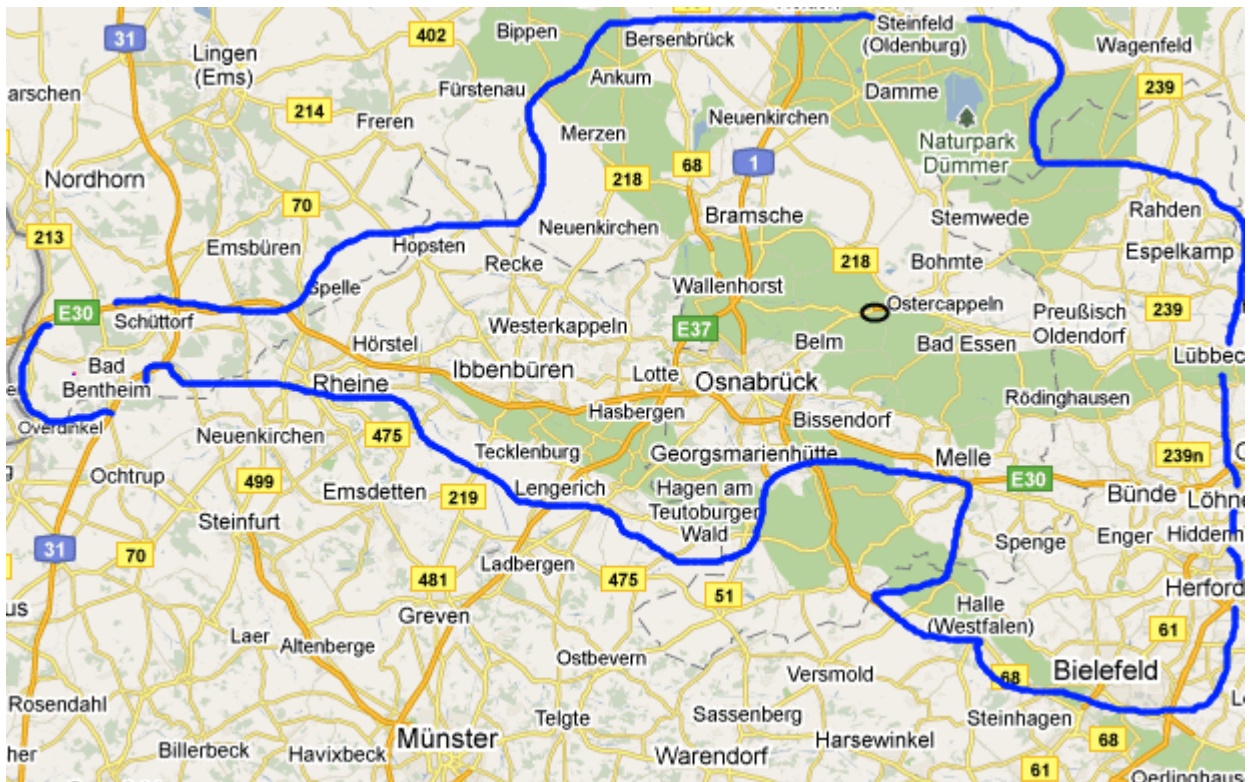 31
Lingen
(Ems)
402
Bippen
Bersenbrück
Steinfeld
(Oldenburg)
Wagenfeld
Fürstenau
Ankum
Damme
239
214
Freren
Merzen
Neuenkirchen
Naturpark
Dümmer
Nordhorn
218
68
1
70
Bramsche
Stemwede
Rahden
213
Emsbüren
Hopsten
Neuenkirchen
Espelkamp
Recke
Wallenhorst
218
Bohmte
Spelle
E30
Schüttorf
Ostercappeln
Preußisch
Oldendorf
239
Westerkappeln
E37
Hörstel
Belm
Bad Essen
Lübbec
Bad
Bentheim
Rheine
Ibbenbüren
Lotte
Osnabrück
Rödinghausen
Overdinkel
Neuenkirchen
475
Hasbergen
Bissendorf
Tecklenburg
Georgsmarienhütte
Melle
239n
Ochtrup
499
Emsdetten
219
Lengerich
Hagen am
Teutoburger
Wald
E30
Bünde
Löhne
Steinfurt
31
70
Ladbergen
Spenge
Enger
Hiddenh
481
475
51
Herford
Greven
Halle
(Westfalen)
61
Laer
Altenberge
Ostbevern
Versmold
68
Bielefeld
Rosendahl
Telgte
Sassenberg
Steinhagen
Billerbeck
Havixbeck
Münster
Warendorf
Harsewinkel
68
61
Oerlinghaus